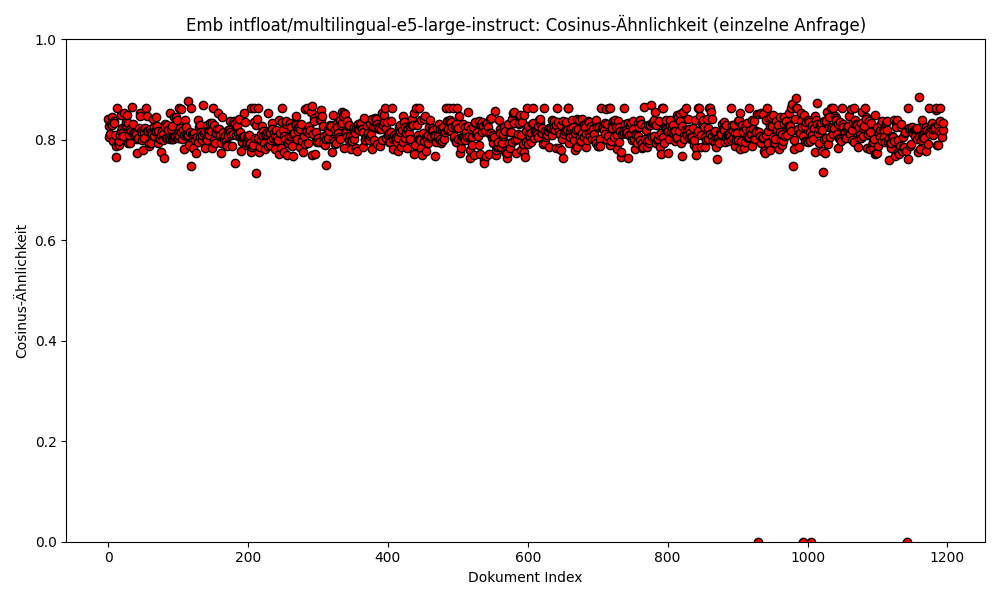 Emb intfloat/multilingual-e5-large-instruct: Cosinus-Ähnlichkeit (einzelne Anfrage)
1.0
0.8
0.6
0.4
0.2
0.0
Cosinus-Ähnlichkeit
0 200 400 600 800 1000 1200
Dokument Index